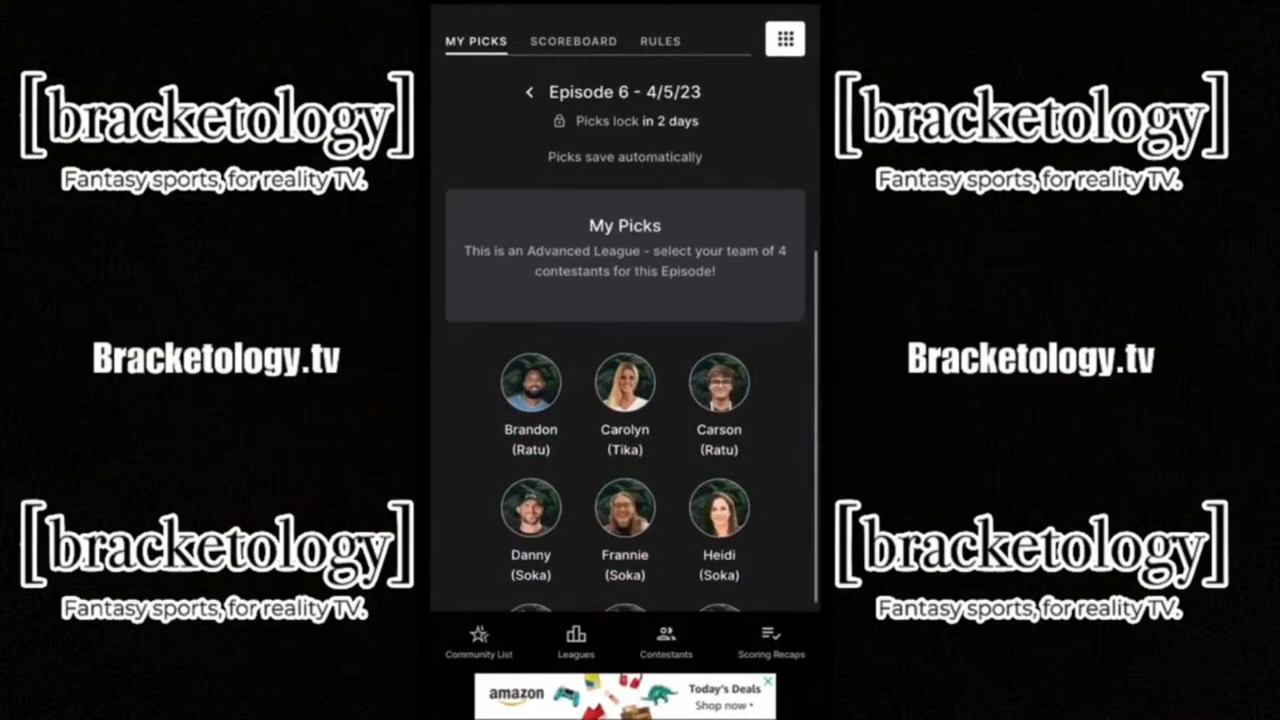 [bracketology]
Fantasy sports, for reality TV.
Bracketology.tv
[bracketology]
Fantasy sports, for reality TV.
MY PICKS SCOREBOARD RULES
Episode 6 - 4/5/23
Picks lock in 2 days
Picks save automatically
My Picks
This is an Advanced League - select your team of 4
contestants for this Episode!
Brandon Carolyn Carson
(Ratu) (Tika) (Ratu)
Danny Frannie Heidi
(Soka) (Soka) (Soka)
Community List Leagues Contestants Scoring Recaps
amazon
Today's Deals
Shop now
[bracketology]
Fantasy sports, for reality TV.
Bracketology.tv
[bracketology]
Fantasy sports, for reality TV.